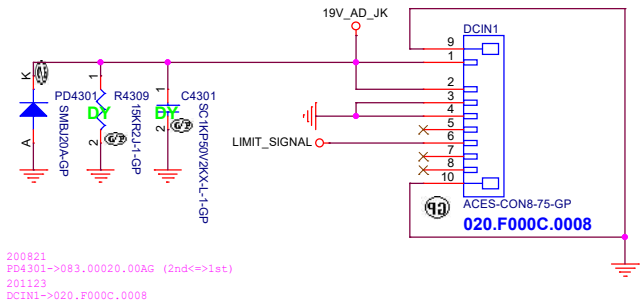 19V_AD_JK
DCIN1
9
1
2
3
4
5
6
7
8
10
K
A
PD4301
SMBJ20A-GP
1
2
DY
R4309
15KR2J-1-GP
1
2
DY
C4301
SC1KP50V2KX-L-1-GP
LIMIT_SIGNAL
ACES-CON8-75-GP
020.F000C.0008
200821
PD4301->083.00020.00AG (2nd<=>1st)
201123
DCIN1->020.F000C.0008